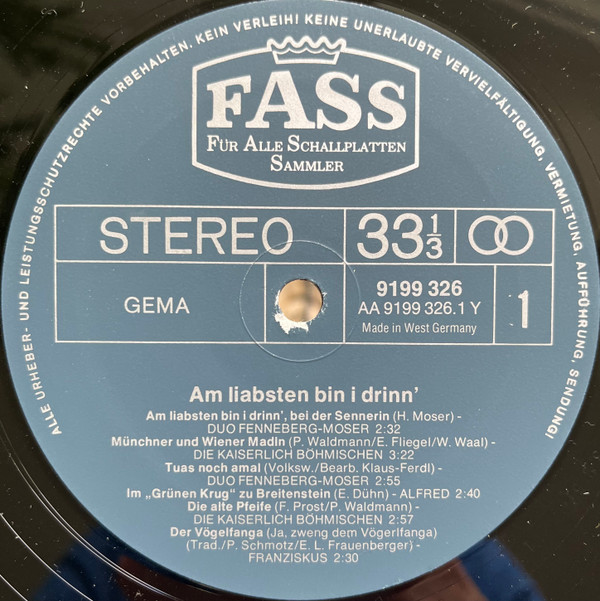 ALLE URHEBER- UND LEISTUNGSSCHUTZRECHTE VORBEHALTEN. KEIN VERLEIH! KEINE UNERLAUBTE VERVIELFÄLTIGUNG, VERMIETUNG, AUFFÜHRUNG, SENDUNG!
FASS
FÜR ALLE SCHALLPLATTEN
SAMMLER
STEREO
33 1/3
GEMA
9199 326
AA 9199 326.1 Y
Made in West Germany
1
Am liabsten bin i drinn'
Am liabsten bin i drinn', bei der Sennerin (H. Moser) -
DUO FENNEBERG-MOSER 2:32
Münchner und Wiener Madln (P. Waldmann/E. Fliegel/W. Waal) -
DIE KAISERLICH BÖHMISCHEN 3:22
Tuas noch amal (Volksw./Bearb. Klaus-Ferdl) -
DUO FENNEBERG-MOSER 2:55
Im „Grünen Krug" zu Breitenstein (E. Dühn) - ALFRED 2:40
Die alte Pfeife (F. Prost/P. Waldmann) -
DIE KAISERLICH BÖHMISCHEN 2:57
Der Vögelfanga (Ja, zweng dem Vögerlfanga)
(Trad./P. Schmotz/E. L. Frauenberger) -
FRANZISKUS 2:30